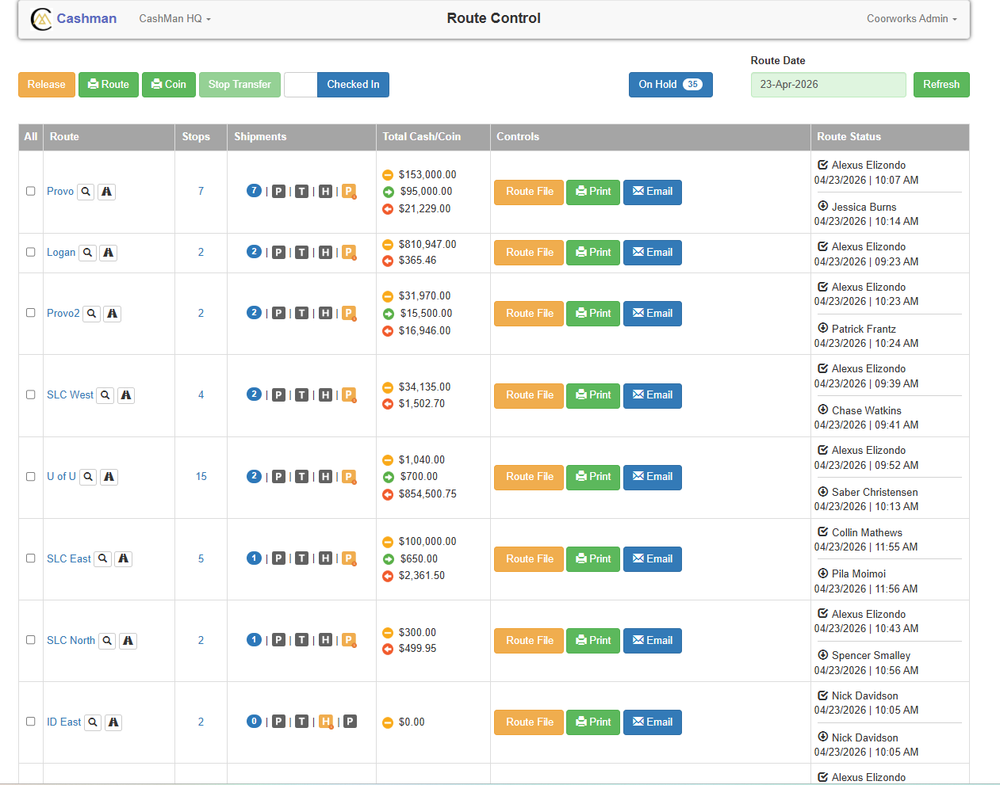 Cashman CashMan HQ Route Control Coorworks Admin
Route Date
Release Route Coin Stop Transfer Checked In On Hold 35 23-Apr-2026 Refresh
All Route Stops Shipments Total Cash/Coin Controls Route Status
Provo 7 7 | P | T | H | P
$153,000.00
$95,000.00
$21,229.00
Route File Print Email
Alexus Elizondo
04/23/2026 | 10:07 AM
Jessica Burns
04/23/2026 | 10:14 AM
Logan 2 2 | P | T | H | P
$810,947.00
$365.46
Route File Print Email
Alexus Elizondo
04/23/2026 | 09:23 AM
Provo2 2 2 | P | T | H | P
$31,970.00
$15,500.00
$16,946.00
Route File Print Email
Alexus Elizondo
04/23/2026 | 10:23 AM
Patrick Frantz
04/23/2026 | 10:24 AM
SLC West 4 2 | P | T | H | P
$34,135.00
$1,502.70
Route File Print Email
Alexus Elizondo
04/23/2026 | 09:39 AM
Chase Watkins
04/23/2026 | 09:41 AM
U of U 15 2 | P | T | H | P
$1,040.00
$700.00
$854,500.75
Route File Print Email
Alexus Elizondo
04/23/2026 | 09:52 AM
Saber Christensen
04/23/2026 | 10:13 AM
SLC East 5 1 | P | T | H | P
$100,000.00
$650.00
$2,361.50
Route File Print Email
Collin Mathews
04/23/2026 | 11:55 AM
Pila Moimoi
04/23/2026 | 11:56 AM
SLC North 2 1 | P | T | H | P
$300.00
$499.95
Route File Print Email
Alexus Elizondo
04/23/2026 | 10:43 AM
Spencer Smalley
04/23/2026 | 10:56 AM
ID East 2 0 | P | T | H | P
$0.00
Route File Print Email
Nick Davidson
04/23/2026 | 10:05 AM
Nick Davidson
04/23/2026 | 10:05 AM
Alexus Elizondo